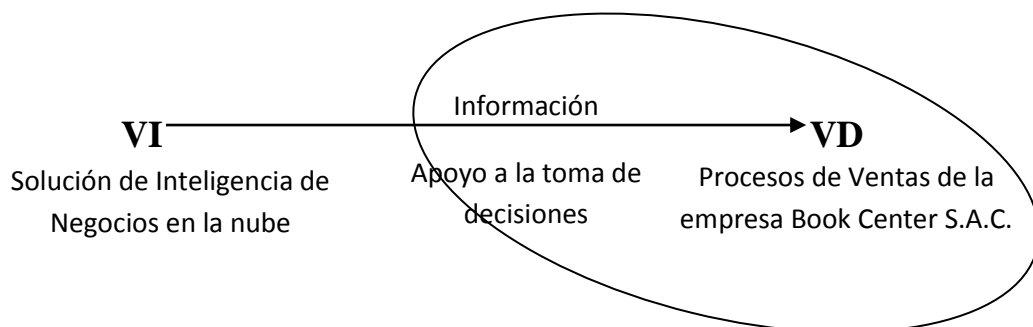 Información
VI
VD
Solución de Inteligencia de
Negocios en la nube
Apoyo a la toma de
decisiones
Procesos de Ventas de la
empresa Book Center S.A.C.